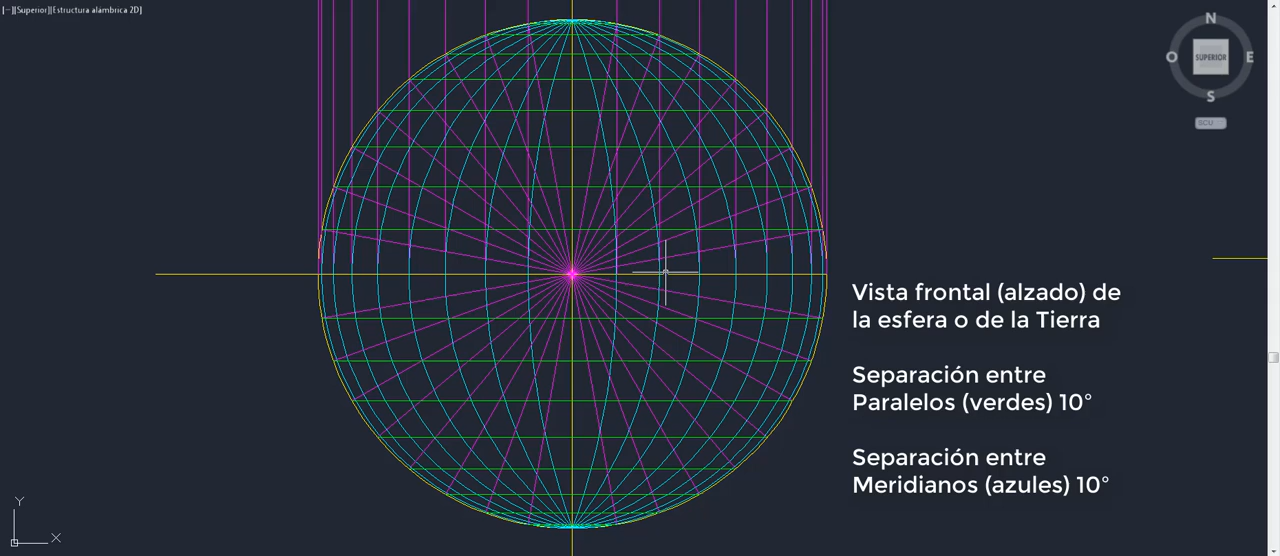 [−][Superior][Estructura alámbrica 2D]
N
O
SUPERIOR
E
S
SCU
Vista frontal (alzado) de
la esfera o de la Tierra
Separación entre
Paralelos (verdes) 10°
Separación entre
Meridianos (azules) 10°
Y
X